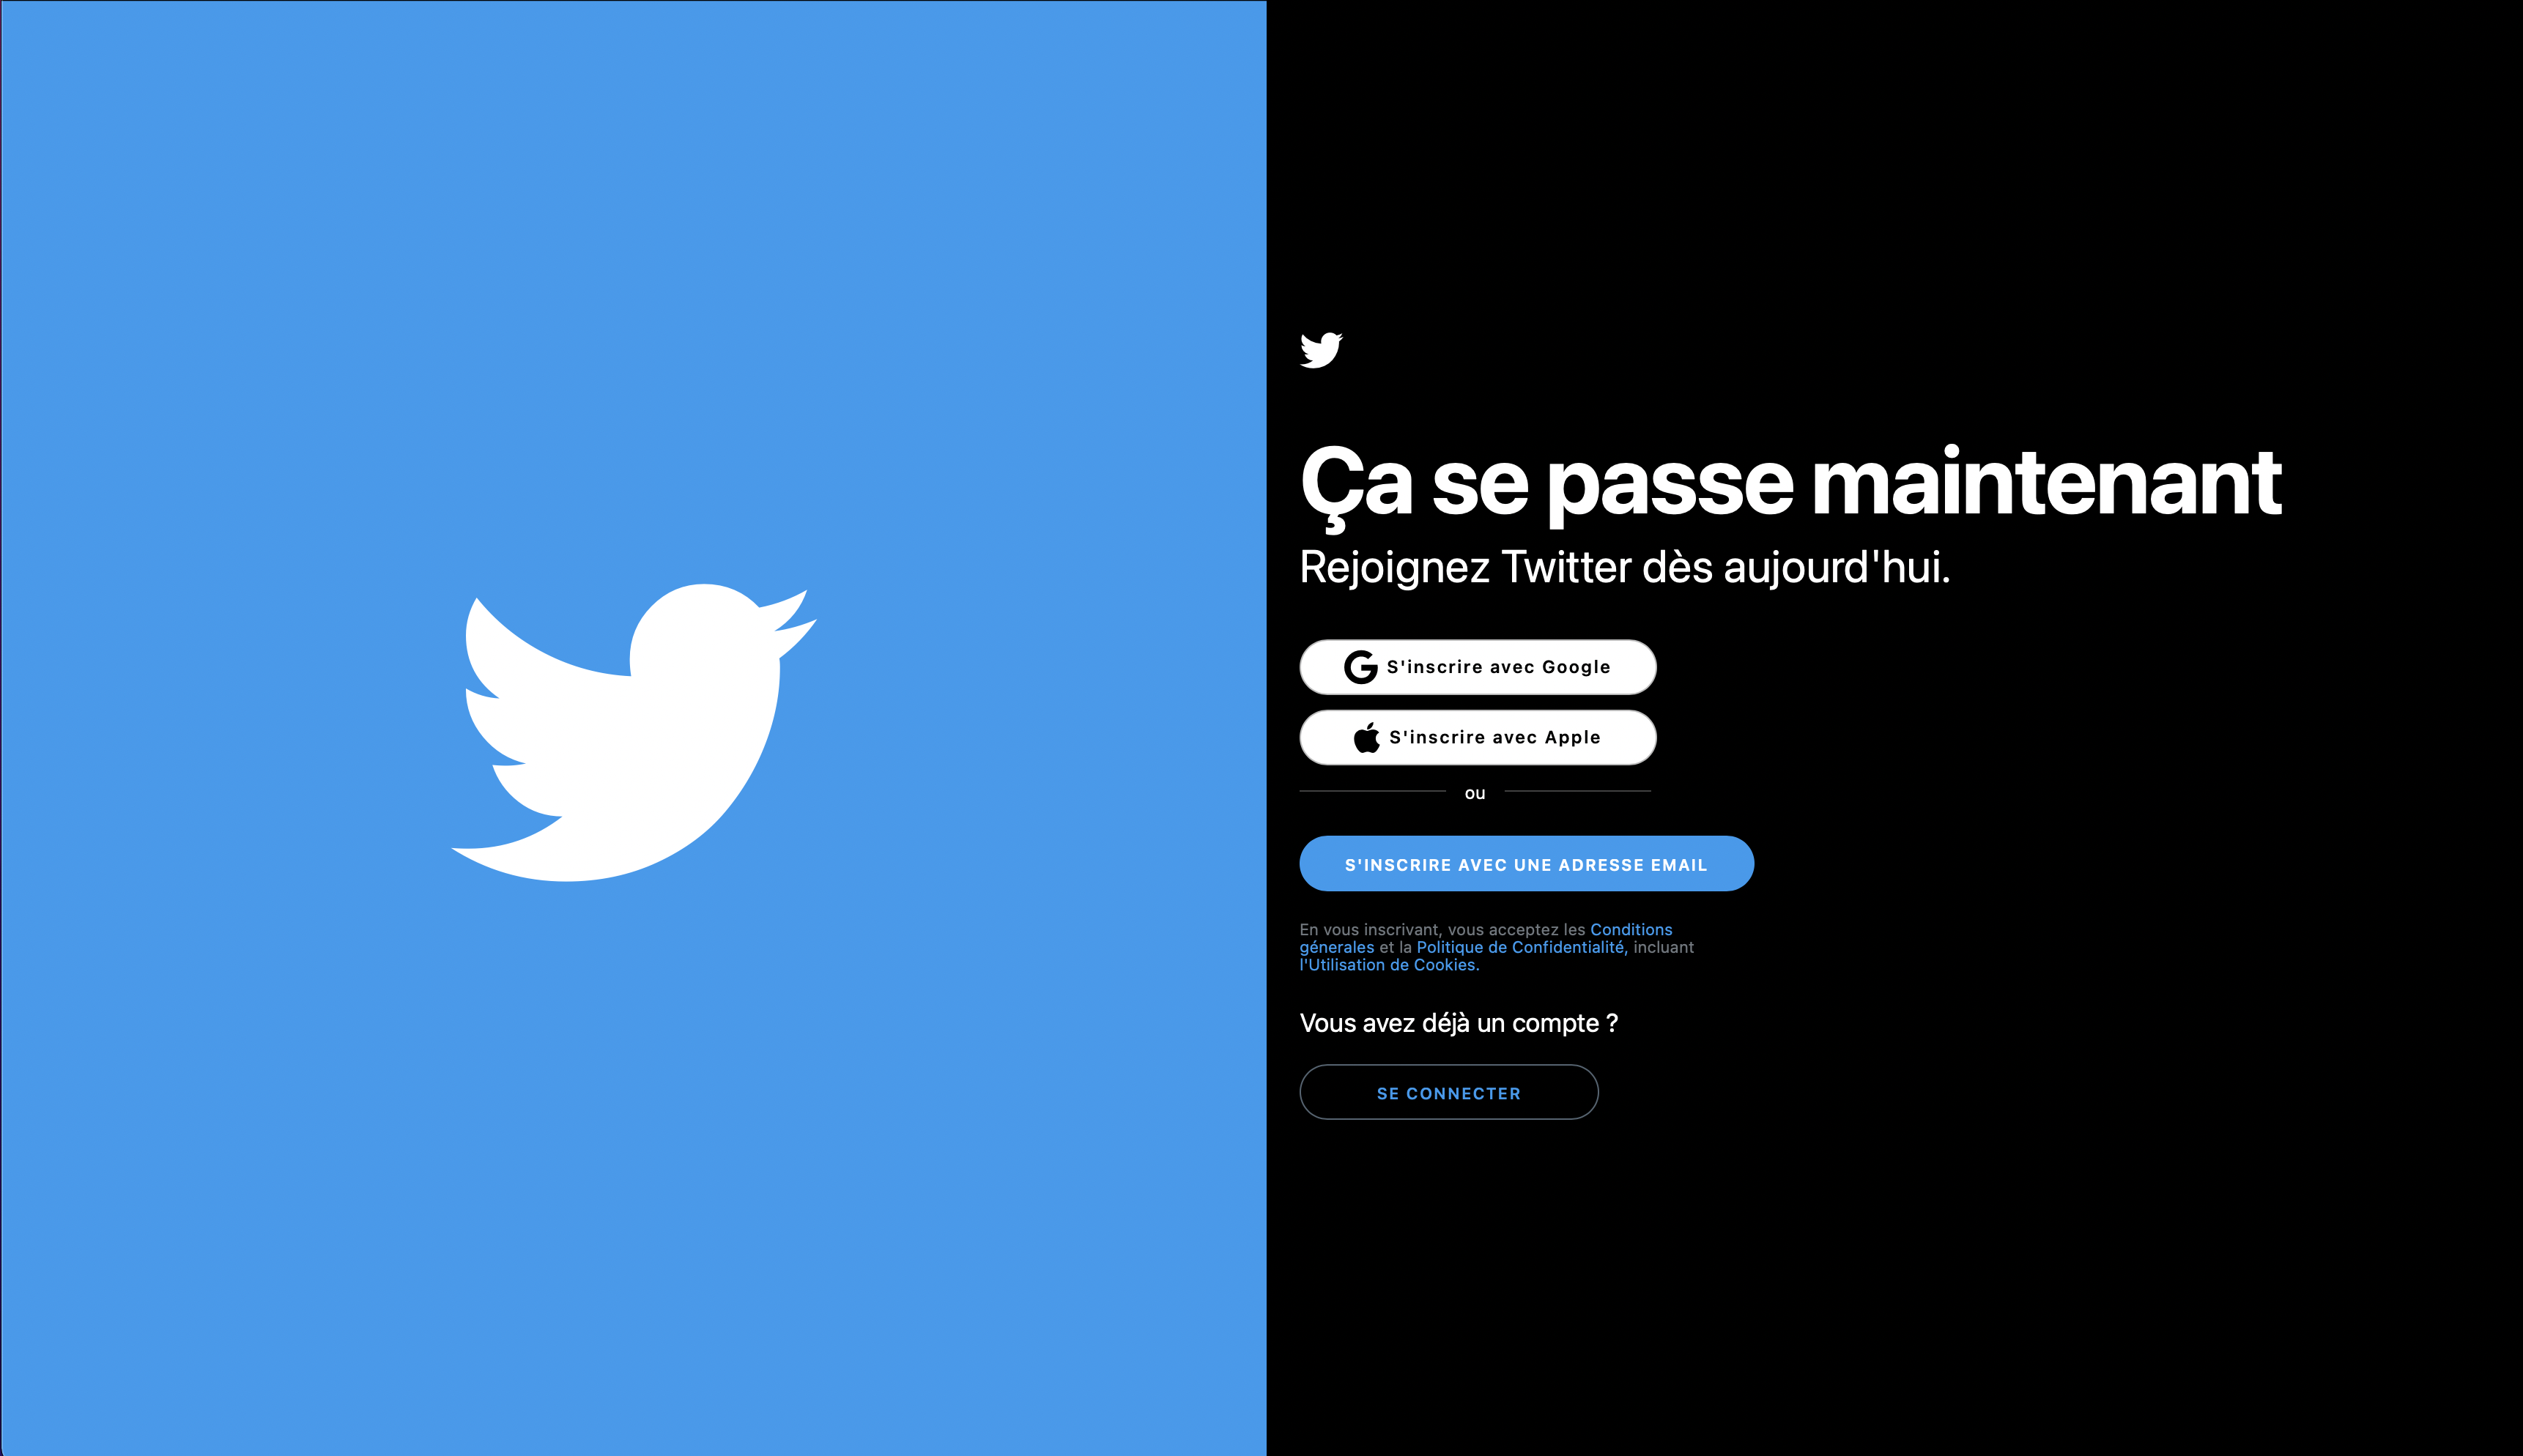 Ça se passe maintenant
Rejoignez Twitter dès aujourd'hui.
S'inscrire avec Google
S'inscrire avec Apple
ou
S'INSCRIRE AVEC UNE ADRESSE EMAIL
En vous inscrivant, vous acceptez les Conditions
génerales et la Politique de Confidentialité, incluant
l'Utilisation de Cookies.
Vous avez déjà un compte ?
SE CONNECTER